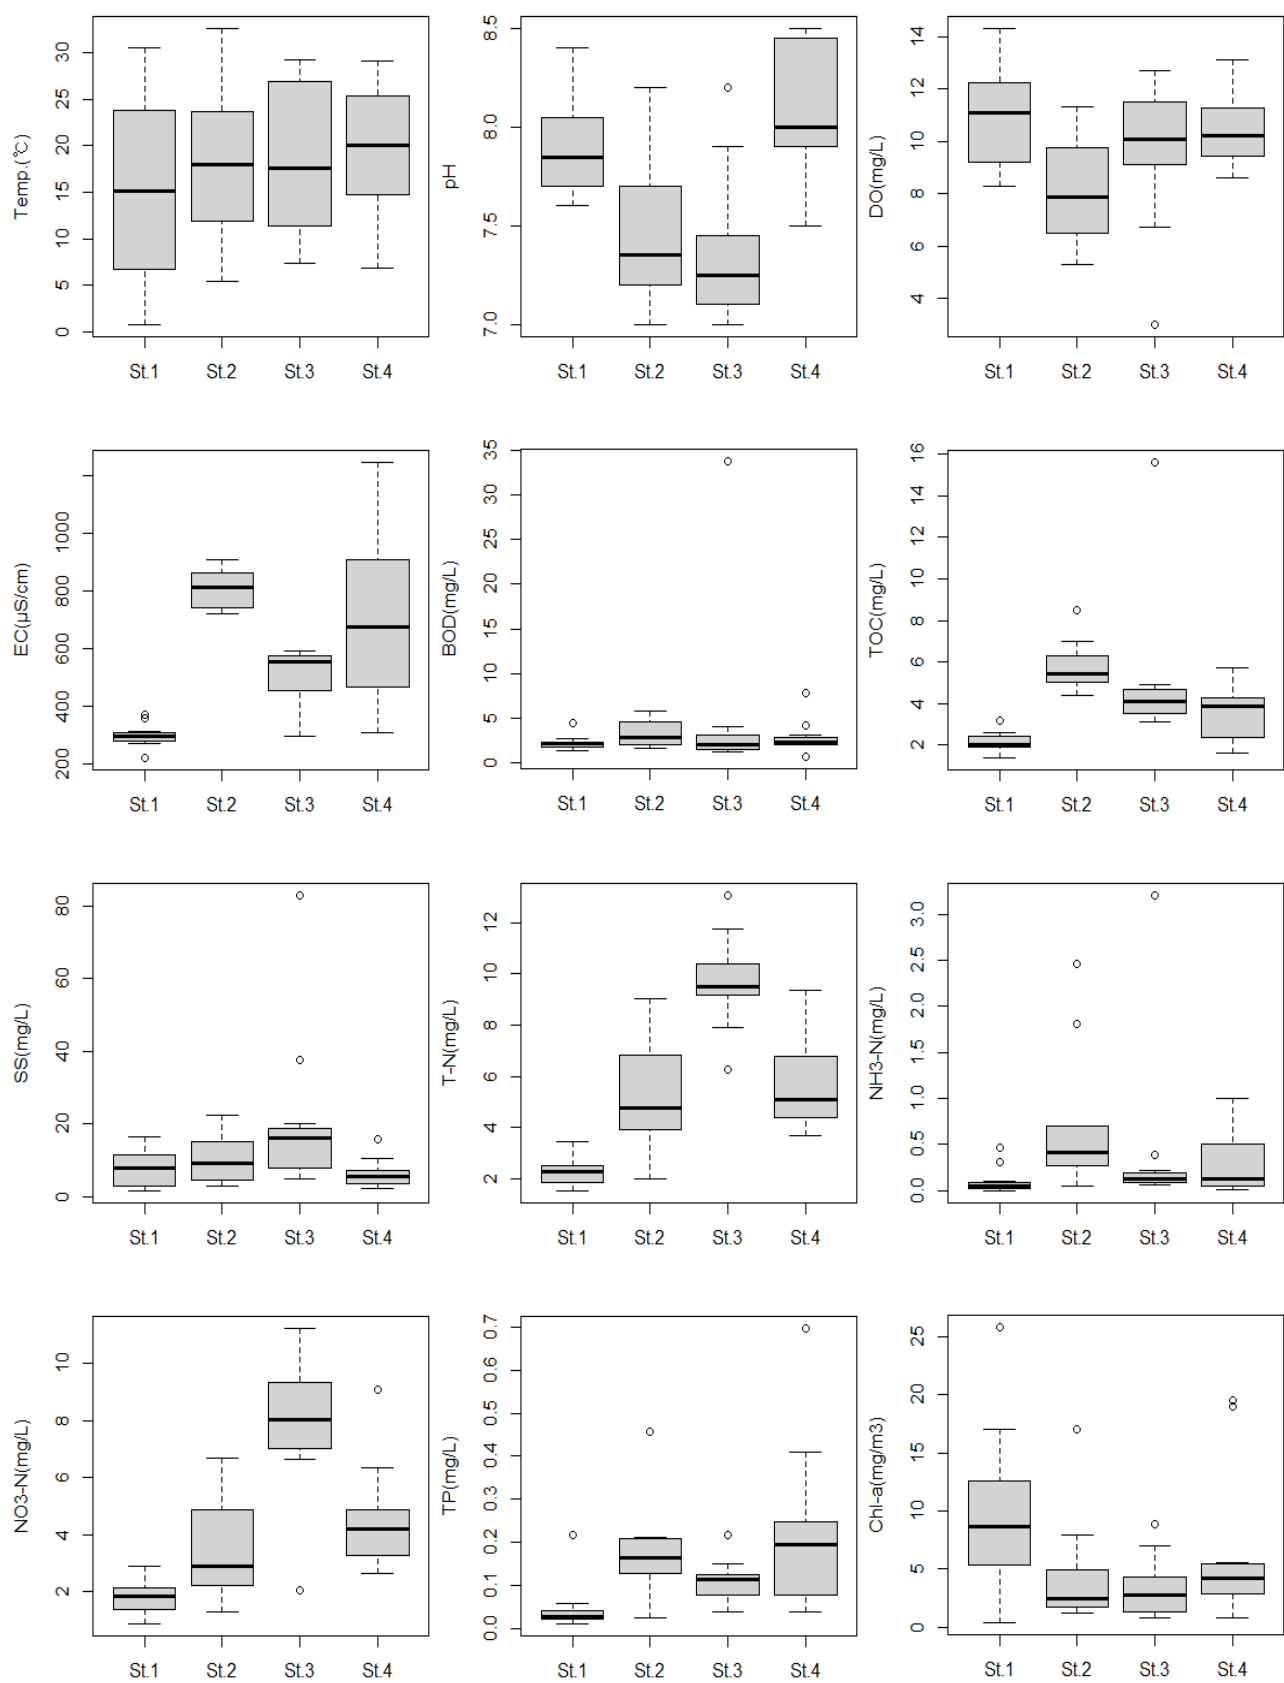 Temp.(℃)
0 5 10 15 20 25 30
St.1 St.2 St.3 St.4
pH
7.0 7.5 8.0 8.5
St.1 St.2 St.3 St.4
DO(mg/L)
4 6 8 10 12 14
St.1 St.2 St.3 St.4
EC(μS/cm)
200 400 600 800 1000
St.1 St.2 St.3 St.4
BOD(mg/L)
0 5 10 15 20 25 30 35
St.1 St.2 St.3 St.4
TOC(mg/L)
2 4 6 8 10 12 14 16
St.1 St.2 St.3 St.4
SS(mg/L)
0 20 40 60 80
St.1 St.2 St.3 St.4
T-N(mg/L)
2 4 6 8 10 12
St.1 St.2 St.3 St.4
NH3-N(mg/L)
0.0 0.5 1.0 1.5 2.0 2.5 3.0
St.1 St.2 St.3 St.4
NO3-N(mg/L)
2 4 6 8 10
St.1 St.2 St.3 St.4
TP(mg/L)
0.0 0.1 0.2 0.3 0.4 0.5 0.6 0.7
St.1 St.2 St.3 St.4
Chl-a(mg/m3)
0 5 10 15 20 25
St.1 St.2 St.3 St.4